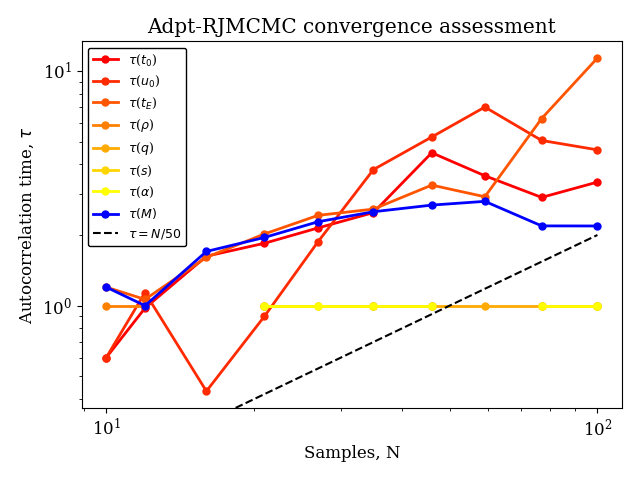 Adpt-RJMCMC convergence assessment
Autocorrelation time, τ
10¹
10⁰
τ(t₀)
τ(u₀)
τ(t_E)
τ(ρ)
τ(q)
τ(s)
τ(α)
τ(M)
τ = N/50
10¹
10²
Samples, N